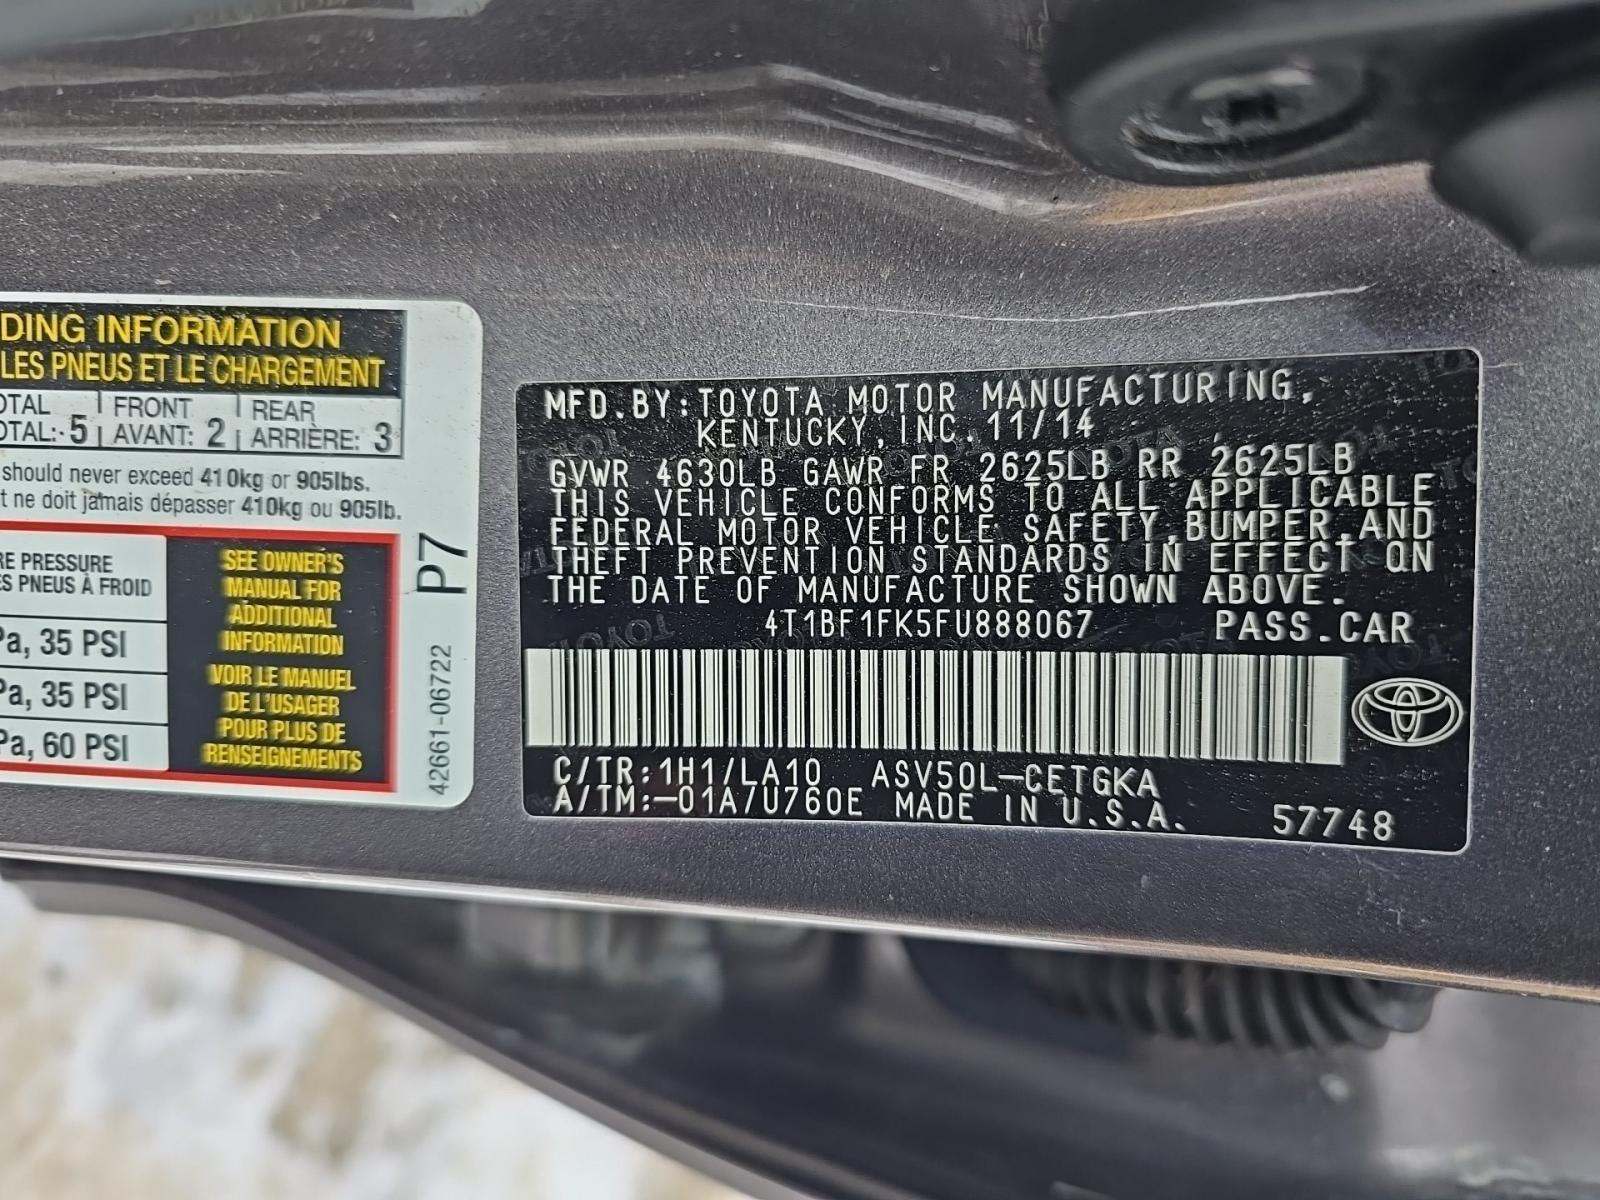 DING INFORMATION
LES PNEUS ET LE CHARGEMENT
OTAL FRONT REAR
OTAL: 5 AVANT: 2 ARRIÈRE: 3
should never exceed 410kg or 905lbs.
t ne doit jamais dépasser 410kg ou 905lb.
RE PRESSURE
ES PNEUS À FROID
Pa, 35 PSI
Pa, 35 PSI
Pa, 60 PSI
SEE OWNER'S
MANUAL FOR
ADDITIONAL
INFORMATION
VOIR LE MANUEL
DE L'USAGER
POUR PLUS DE
RENSEIGNEMENTS
P7
42661-06722
MFD.BY:TOYOTA MOTOR MANUFACTURING,
KENTUCKY,INC.11/14
GVWR 4630LB GAWR FR 2625LB RR 2625LB
THIS VEHICLE CONFORMS TO ALL APPLICABLE
FEDERAL MOTOR VEHICLE SAFETY,BUMPER,AND
THEFT PREVENTION STANDARDS IN EFFECT ON
THE DATE OF MANUFACTURE SHOWN ABOVE.
4T1BF1FK5FU888067 PASS.CAR
C/TR:1H1/LA10 ASV50L-CETGKA
A/TM:-01A/U760E MADE IN U.S.A. 57748